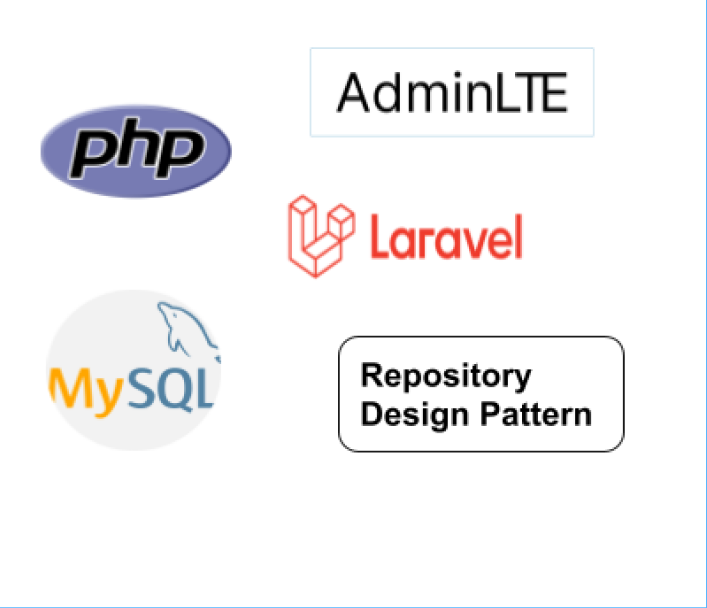 AdminLTE
php
Laravel
MySQL
Repository
Design Pattern